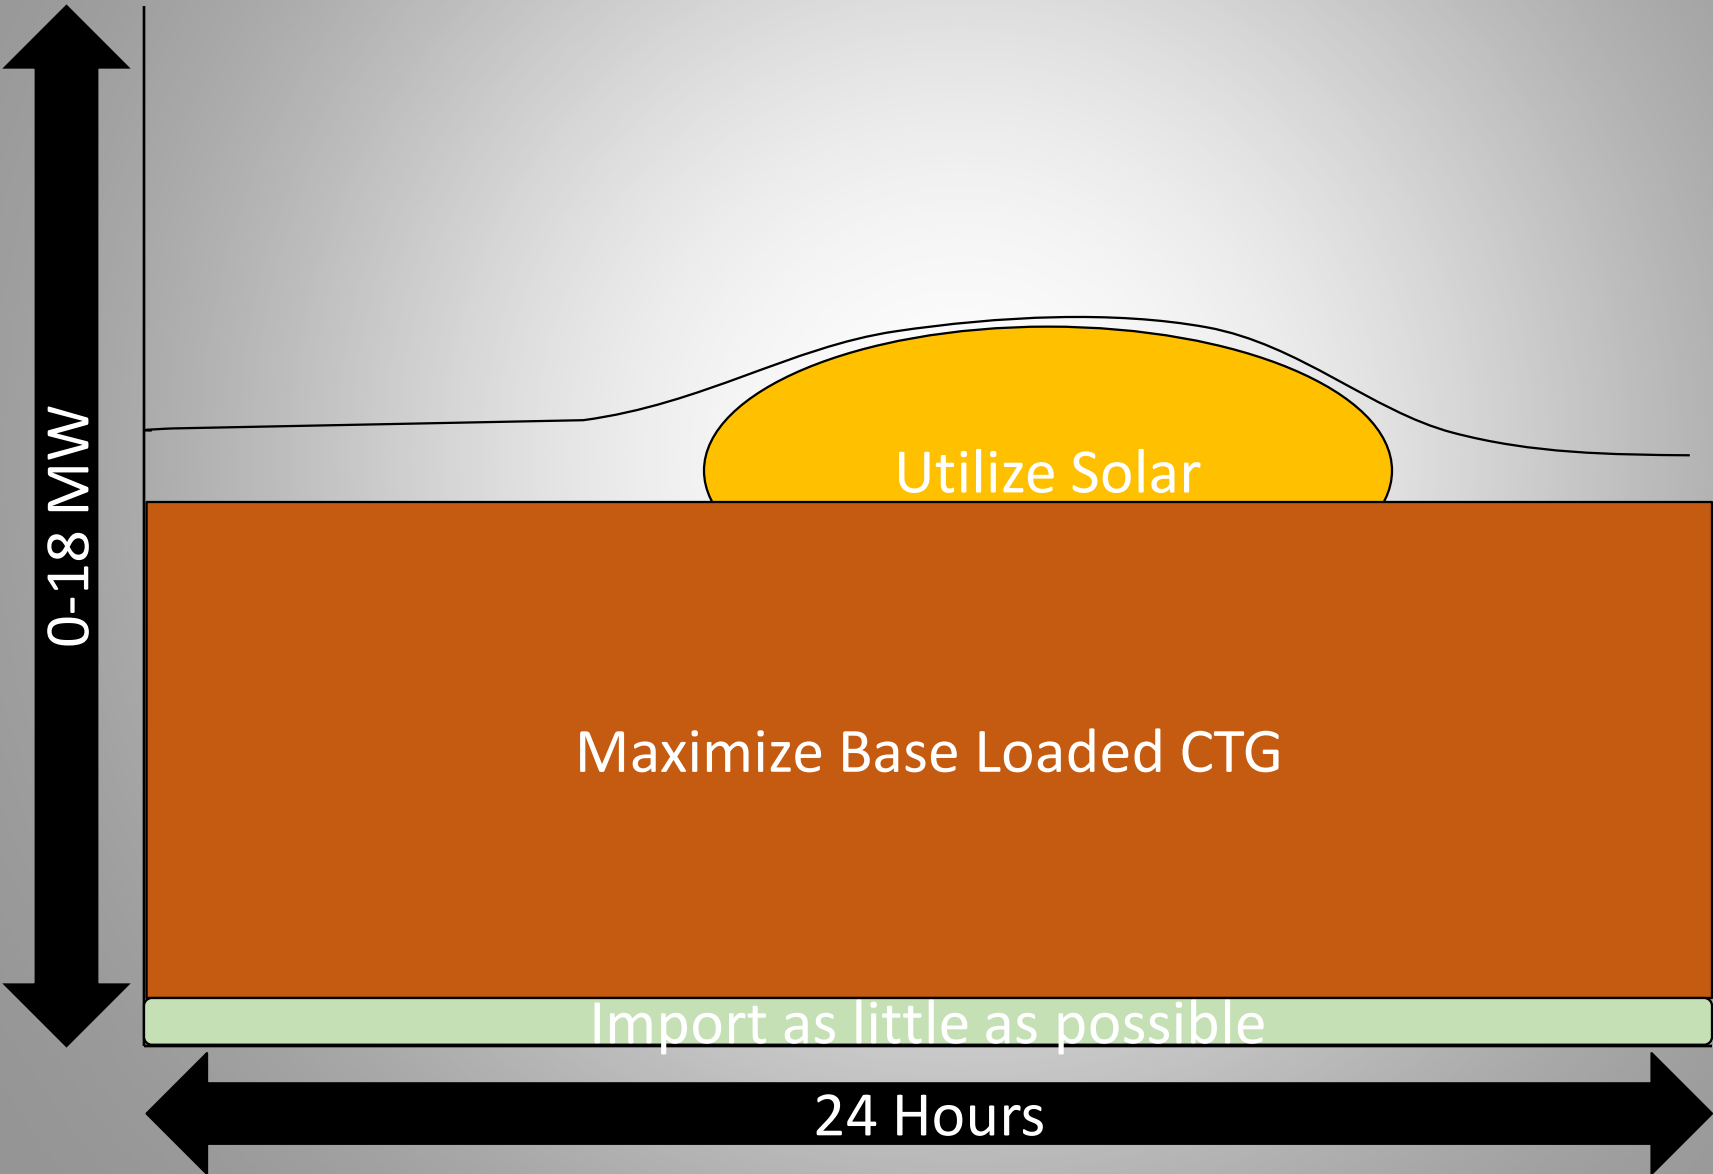 0-18 MW
Utilize Solar
Maximize Base Loaded CTG
Import as little as possible
24 Hours